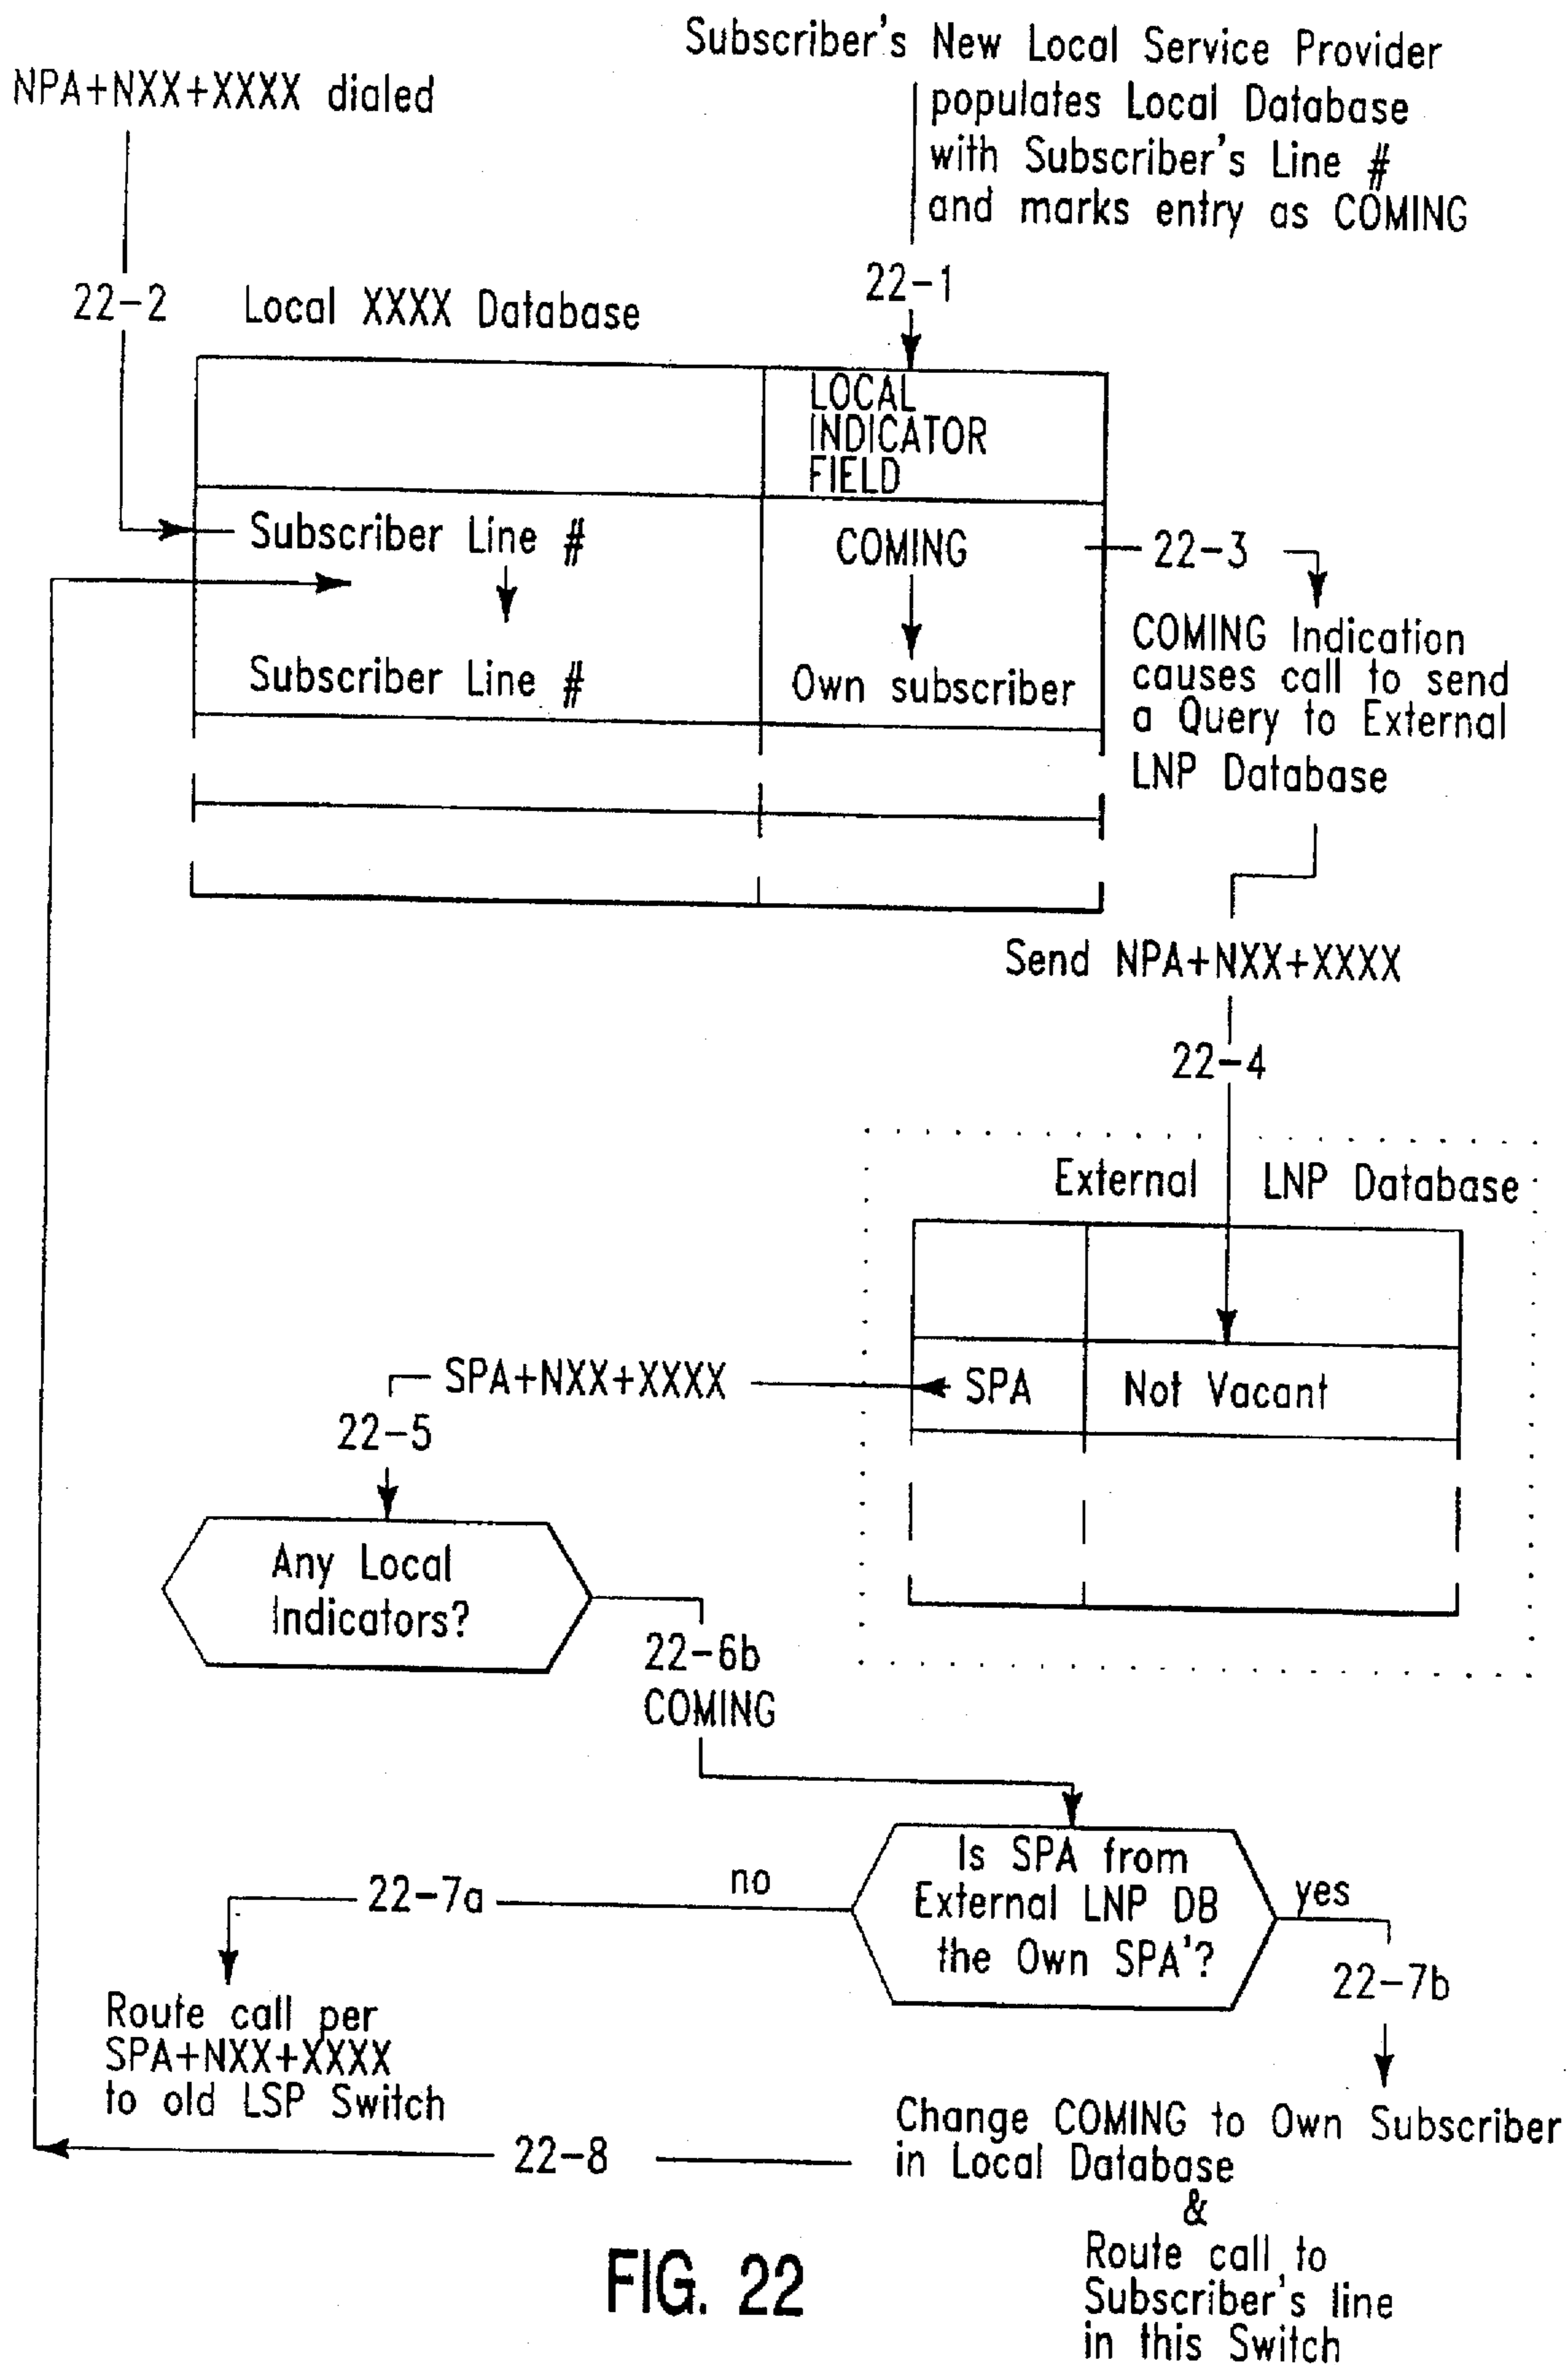 Subscriber's New Local Service Provider
populates Local Database
with Subscriber's Line #
and marks entry as COMING
NPA+NXX+XXXX dialed
22-1
22-2
Local XXXX Database
LOCAL
INDICATOR
FIELD
Subscriber Line #
COMING
22-3
Subscriber Line #
Own subscriber
COMING Indication
causes call to send
a Query to External
LNP Database
Send NPA+NXX+XXXX
22-4
External LNP Database
SPA+NXX+XXXX
SPA
Not Vacant
22-5
Any Local
Indicators?
22-6b
COMING
Is SPA from
External LNP DB
the Own SPA'?
no
yes
22-7a
22-7b
Route call per
SPA+NXX+XXXX
to old LSP Switch
Change COMING to Own Subscriber
in Local Database
&
Route call to
Subscriber's line
in this Switch
22-8
FIG. 22